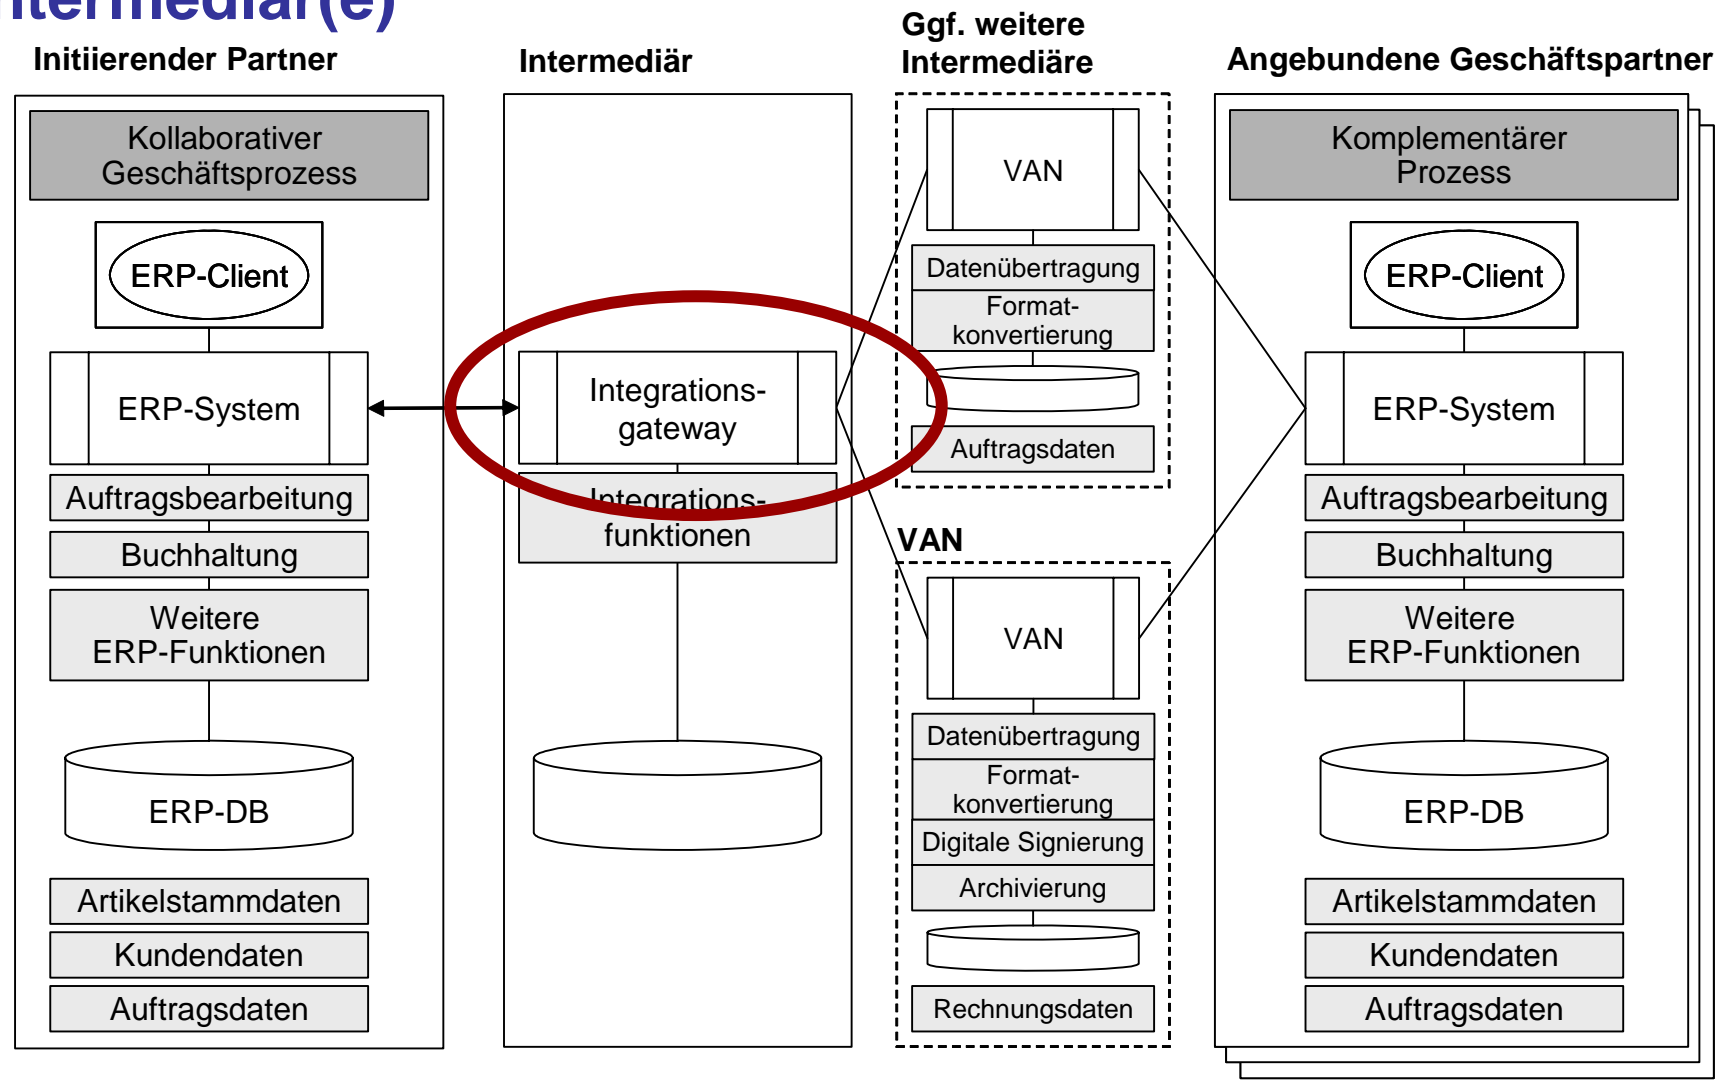 ntermediär(e)
Initiierender Partner
Kollaborativer
Geschäftsprozess
ERP-Client
ERP-System
Auftragsbearbeitung
Buchhaltung
Weitere
ERP-Funktionen
ERP-DB
Artikelstammdaten
Kundendaten
Auftragsdaten
Intermediär
Integrations-
gateway
Integrations-
funktionen
Ggf. weitere
Intermediäre
VAN
Datenübertragung
Format-
konvertierung
Auftragsdaten
VAN
VAN
Datenübertragung
Format-
konvertierung
Digitale Signierung
Archivierung
Rechnungsdaten
Angebundene Geschäftspartner
Komplementärer
Prozess
ERP-Client
ERP-System
Auftragsbearbeitung
Buchhaltung
Weitere
ERP-Funktionen
ERP-DB
Artikelstammdaten
Kundendaten
Auftragsdaten